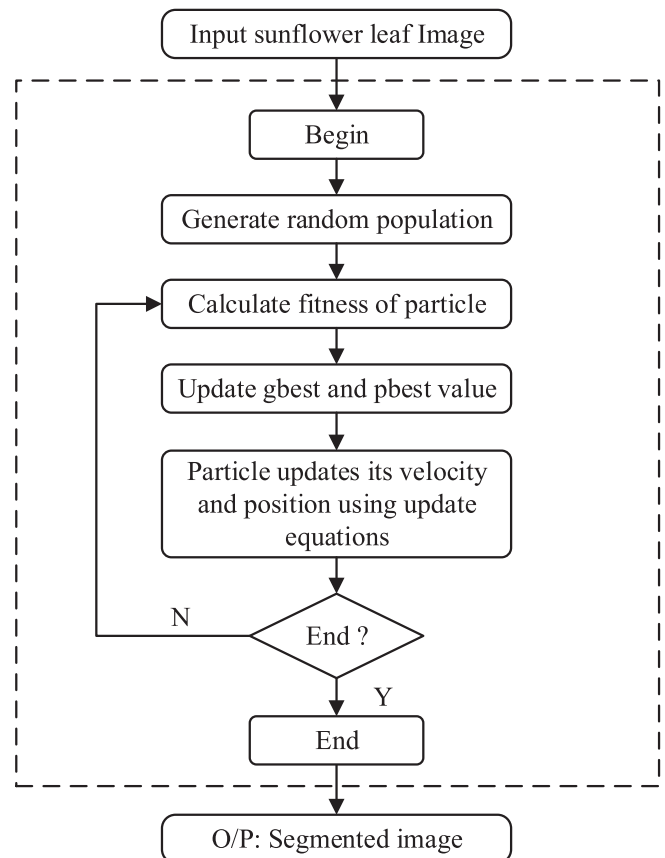 Input sunflower leaf Image
Begin
Generate random population
Calculate fitness of particle
Update gbest and pbest value
Particle updates its velocity
and position using update
equations
N
End ?
Y
End
O/P: Segmented image